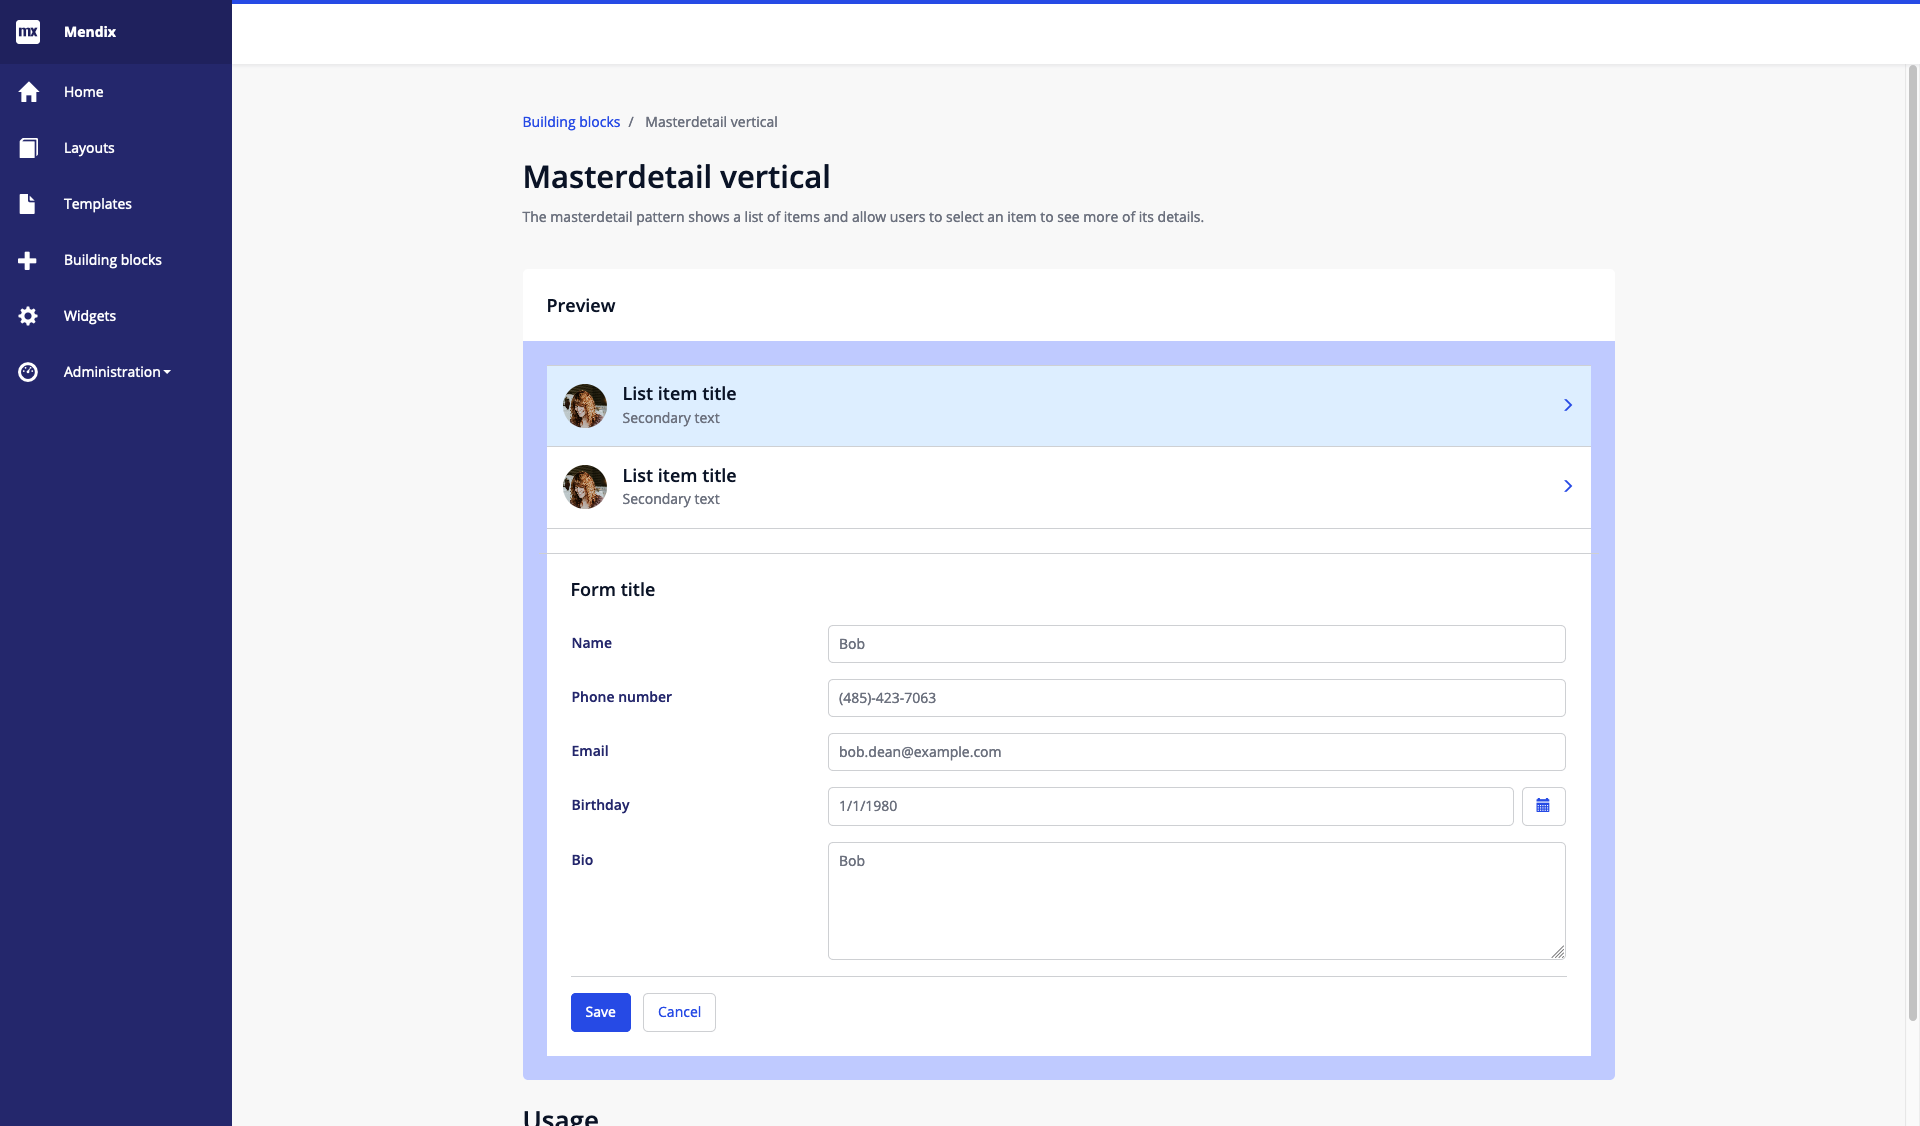 mx Mendix
Home
Layouts
Templates
Building blocks
Widgets
Administration
Building blocks / Masterdetail vertical
Masterdetail vertical
The masterdetail pattern shows a list of items and allow users to select an item to see more of its details.
Preview
List item title
Secondary text
List item title
Secondary text
Form title
Name Bob
Phone number (485)-423-7063
Email bob.dean@example.com
Birthday 1/1/1980
Bio Bob
Save Cancel
Usage